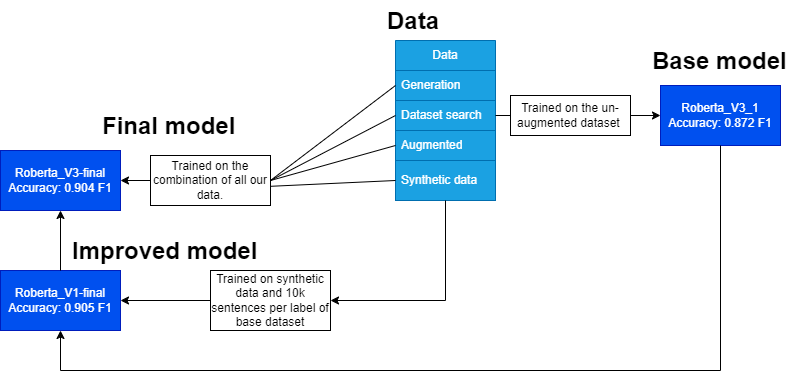 Data
Data
Generation
Dataset search
Augmented
Synthetic data
Base model
Trained on the un-
augmented dataset
Roberta_V3_1
Accuracy: 0.872 F1
Final model
Roberta_V3-final
Accuracy: 0.904 F1
Trained on the
combination of all our
data.
Improved model
Roberta_V1-final
Accuracy: 0.905 F1
Trained on synthetic
data and 10k
sentences per label of
base dataset